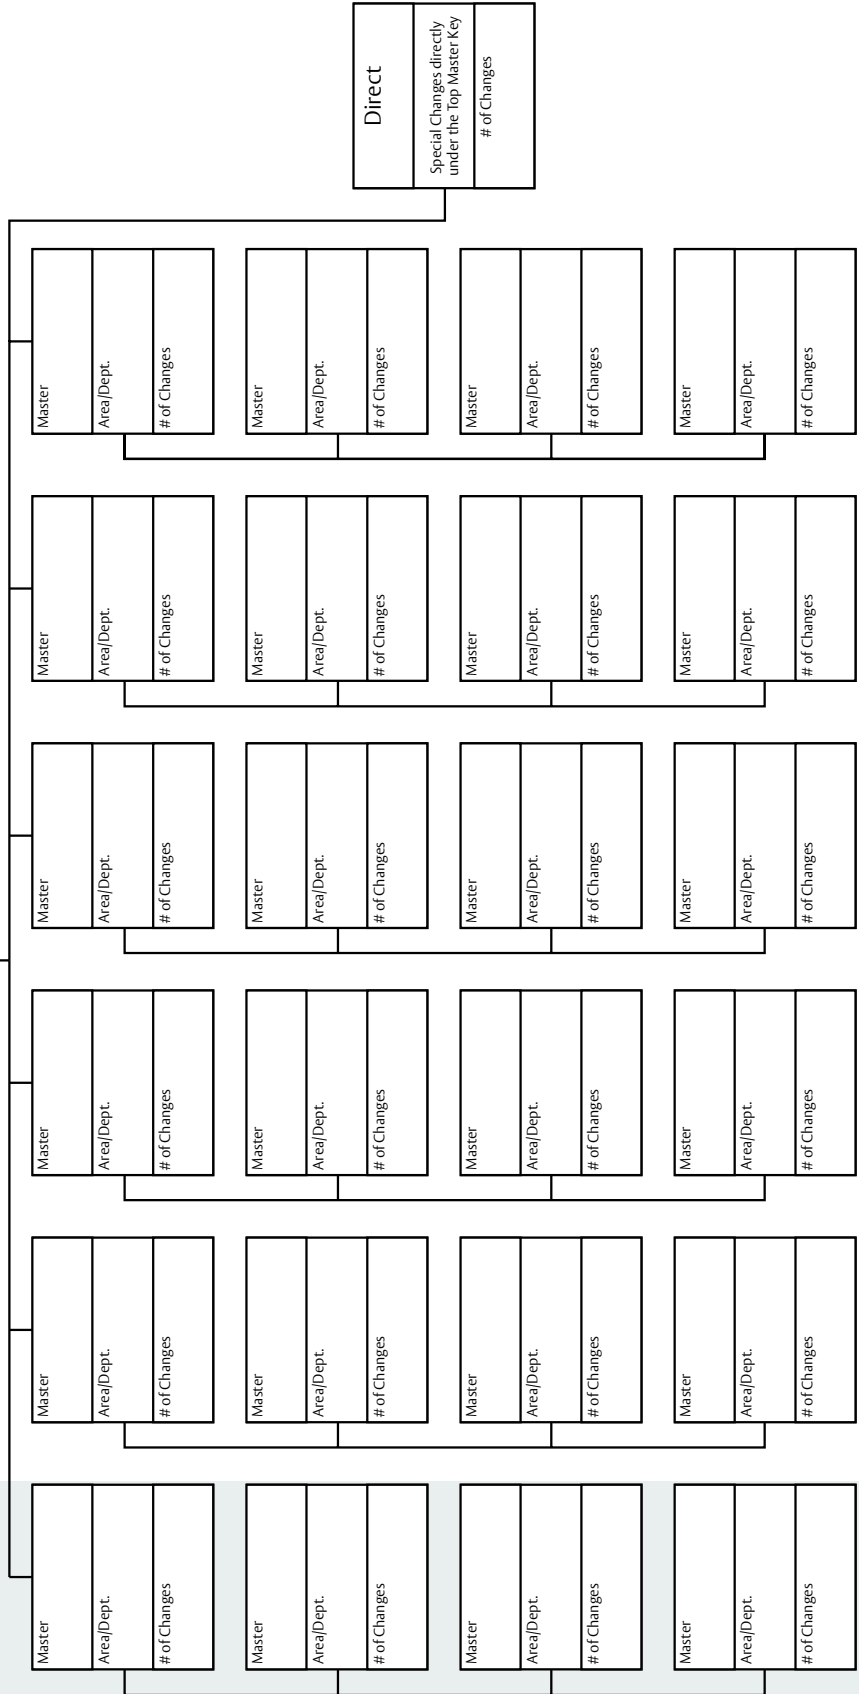 Master
Area/Dept.
# of Changes
Master
Area/Dept.
# of Changes
Master
Area/Dept.
# of Changes
Master
Area/Dept.
# of Changes
Master
Area/Dept.
# of Changes
Master
Area/Dept.
# of Changes
Master
Area/Dept.
# of Changes
Master
Area/Dept.
# of Changes
Master
Area/Dept.
# of Changes
Master
Area/Dept.
# of Changes
Master
Area/Dept.
# of Changes
Master
Area/Dept.
# of Changes
Master
Area/Dept.
# of Changes
Master
Area/Dept.
# of Changes
Master
Area/Dept.
# of Changes
Master
Area/Dept.
# of Changes
Master
Area/Dept.
# of Changes
Master
Area/Dept.
# of Changes
Master
Area/Dept.
# of Changes
Master
Area/Dept.
# of Changes
Master
Area/Dept.
# of Changes
Master
Area/Dept.
# of Changes
Master
Area/Dept.
# of Changes
Master
Area/Dept.
# of Changes
Direct
Special Changes directly
under the Top Master Key
# of Changes